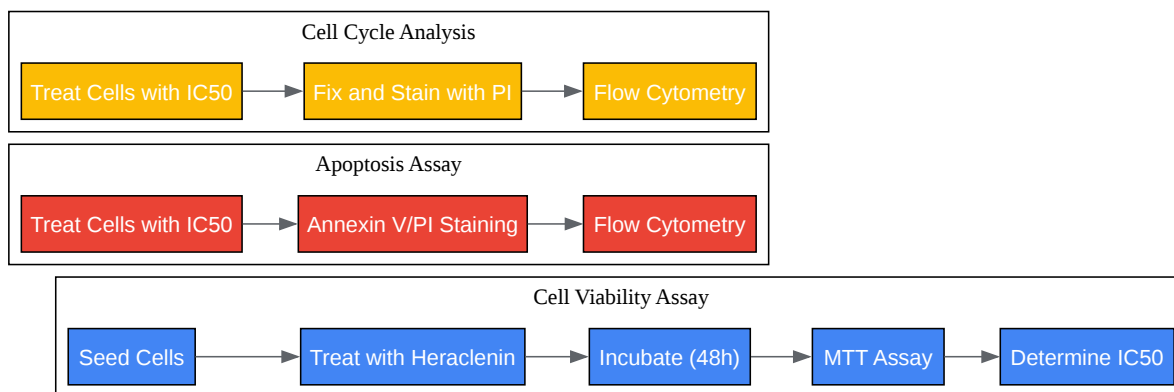 Cell Cycle Analysis
Treat Cells with IC50
Fix and Stain with PI
Flow Cytometry
Apoptosis Assay
Treat Cells with IC50
Annexin V/PI Staining
Flow Cytometry
Cell Viability Assay
Seed Cells
Treat with Heraclenin
Incubate (48h)
MTT Assay
Determine IC50